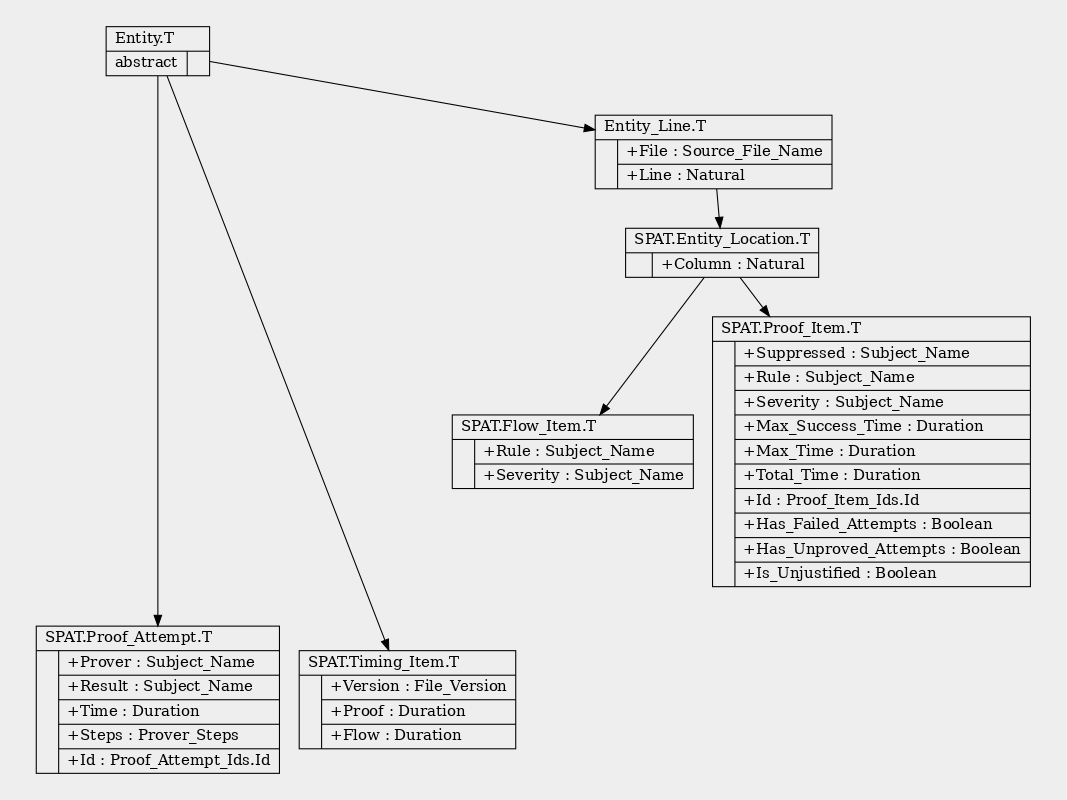 Entity.T
abstract
Entity_Line.T
+File : Source_File_Name
+Line : Natural
SPAT.Entity_Location.T
+Column : Natural
SPAT.Proof_Item.T
+Suppressed : Subject_Name
+Rule : Subject_Name
+Severity : Subject_Name
+Max_Success_Time : Duration
+Max_Time : Duration
+Total_Time : Duration
+Id : Proof_Item_Ids.Id
+Has_Failed_Attempts : Boolean
+Has_Unproved_Attempts : Boolean
+Is_Unjustified : Boolean
SPAT.Flow_Item.T
+Rule : Subject_Name
+Severity : Subject_Name
SPAT.Proof_Attempt.T
+Prover : Subject_Name
+Result : Subject_Name
+Time : Duration
+Steps : Prover_Steps
+Id : Proof_Attempt_Ids.Id
SPAT.Timing_Item.T
+Version : File_Version
+Proof : Duration
+Flow : Duration